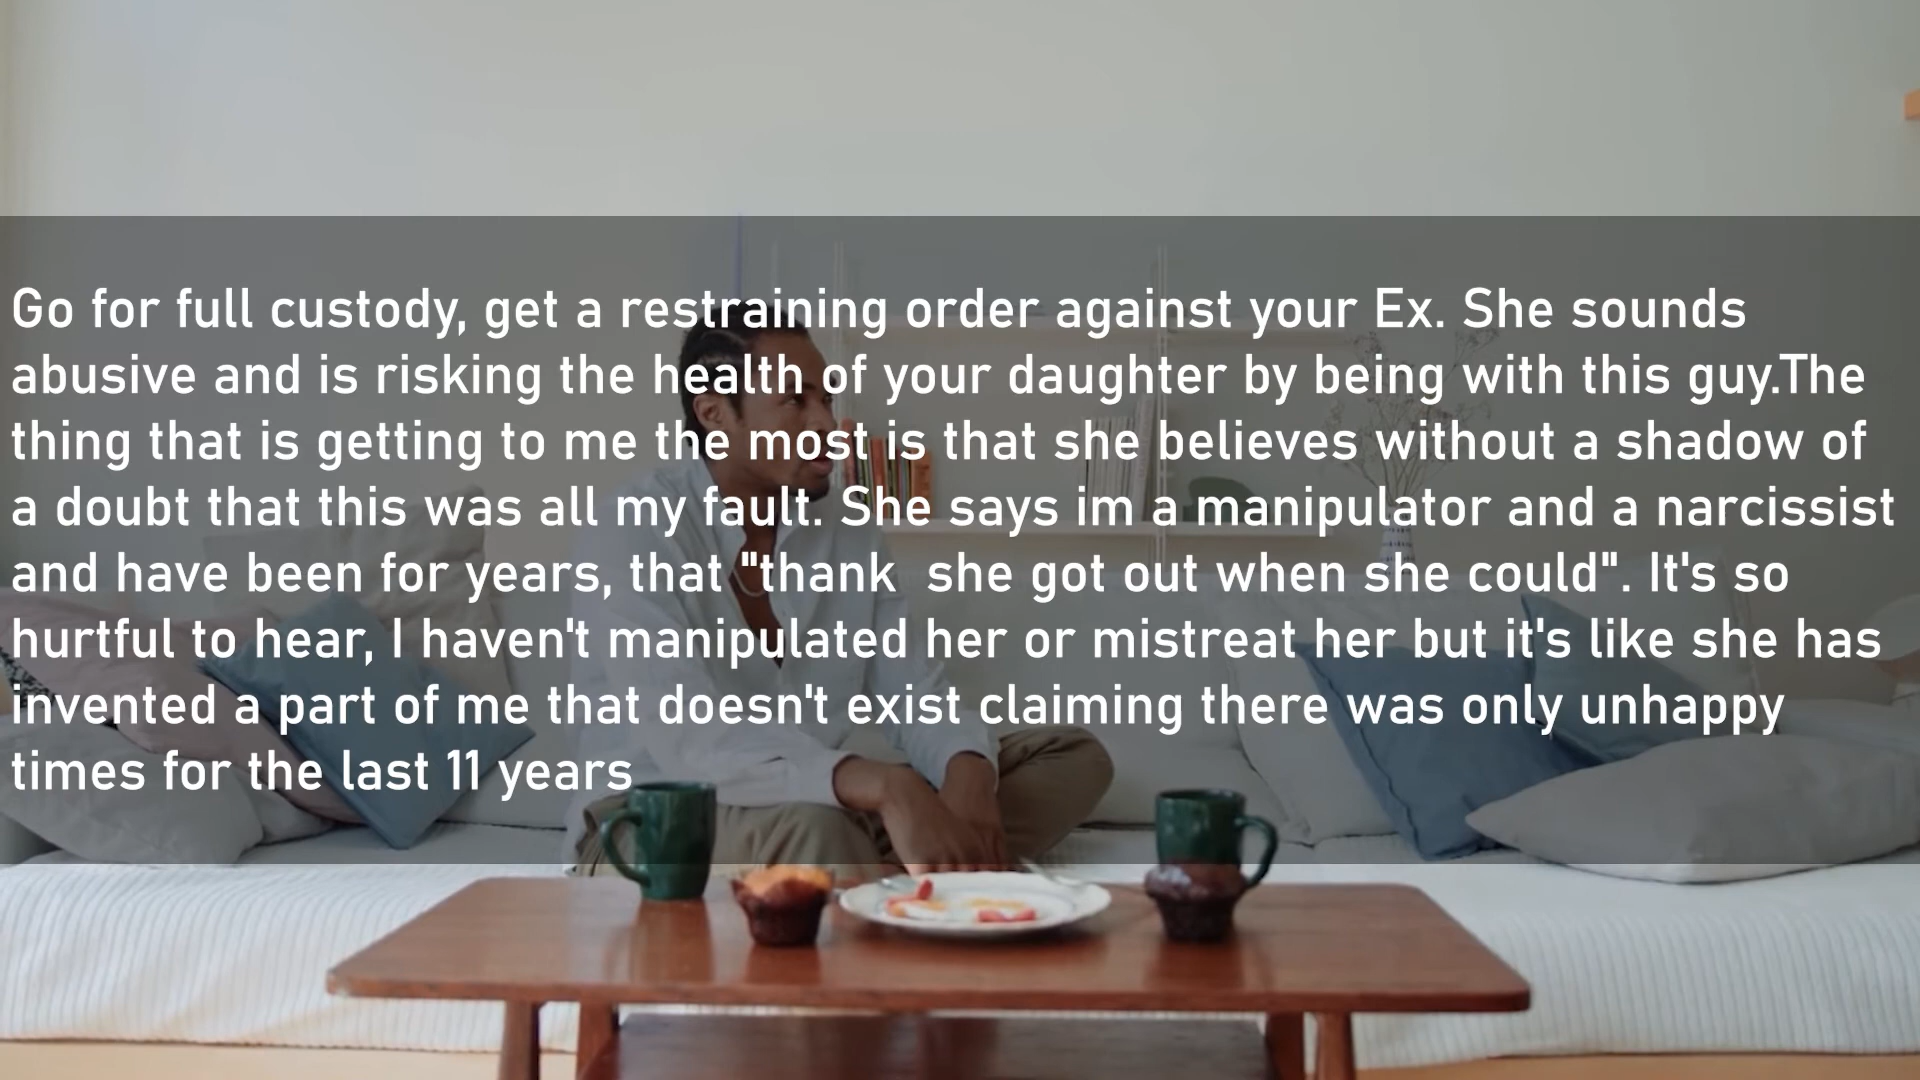 Go for full custody, get a restraining order against your Ex. She sounds
abusive and is risking the health of your daughter by being with this guy.The
thing that is getting to me the most is that she believes without a shadow of
a doubt that this was all my fault. She says im a manipulator and a narcissist
and have been for years, that "thank  she got out when she could". It's so
hurtful to hear, I haven't manipulated her or mistreat her but it's like she has
invented a part of me that doesn't exist claiming there was only unhappy
times for the last 11 years